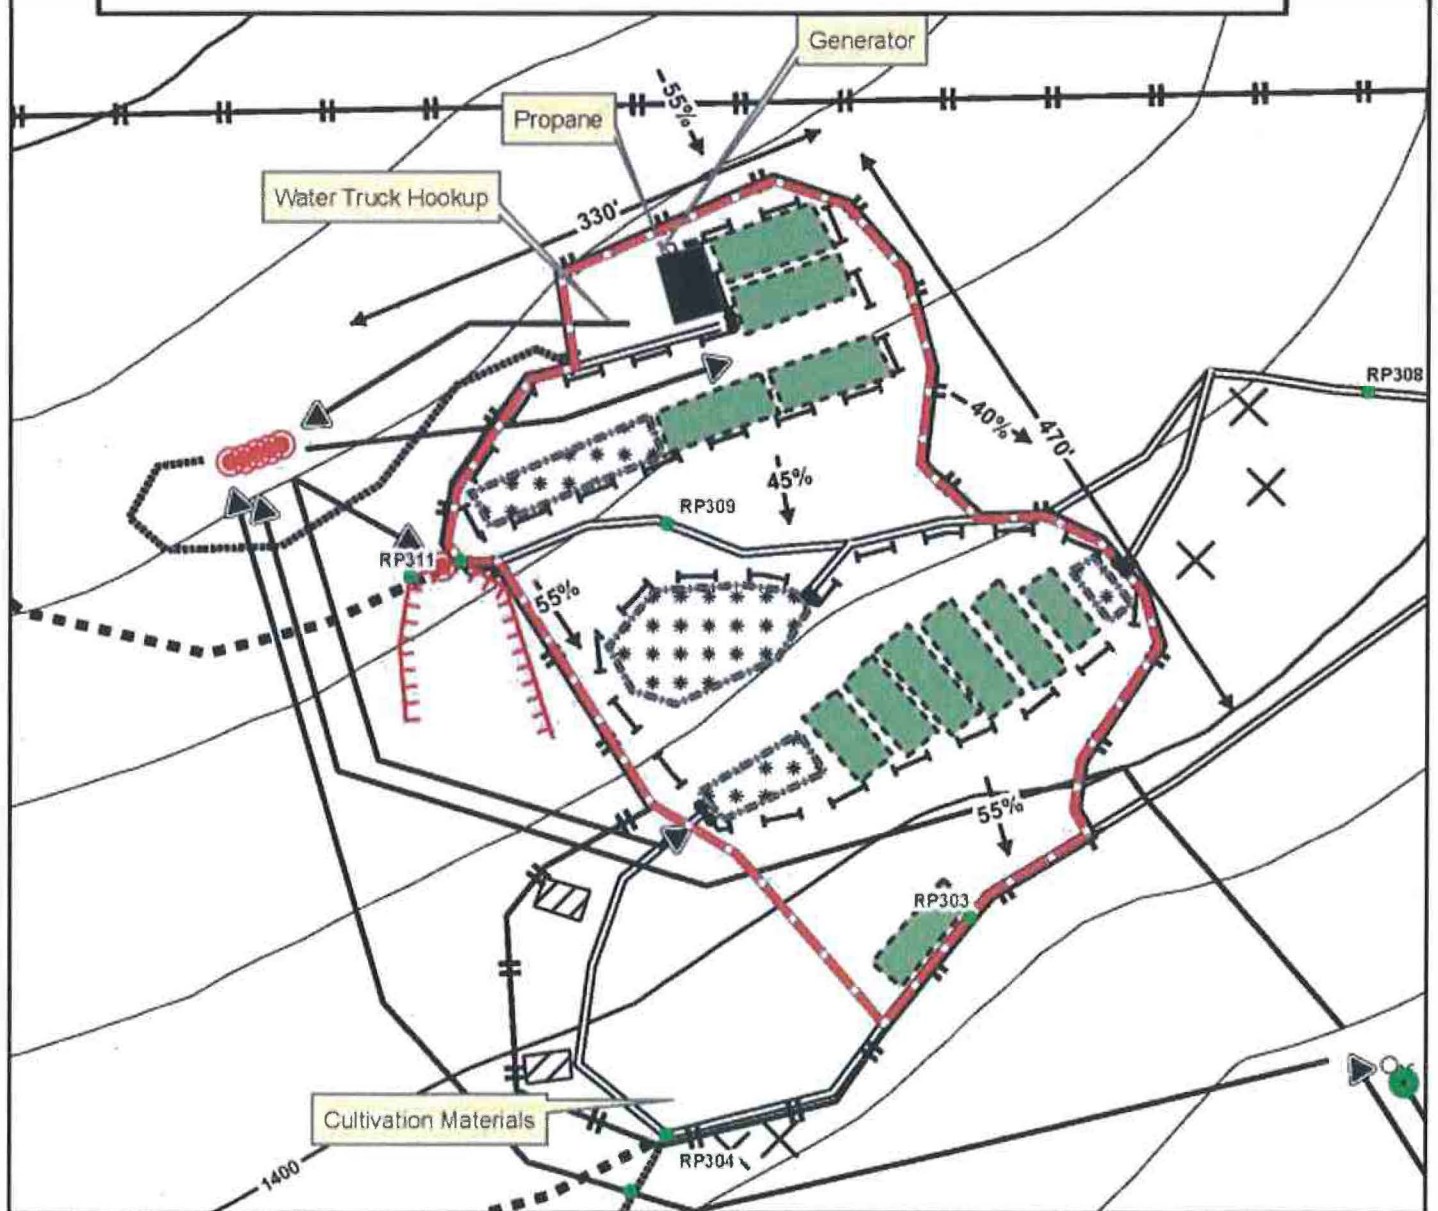 Generator
Propane
55%
Water Truck Hookup
330'
RP308
40%
470'
45%
RP309
RP311
55%
55%
RP303
Cultivation Materials
RP304
1400